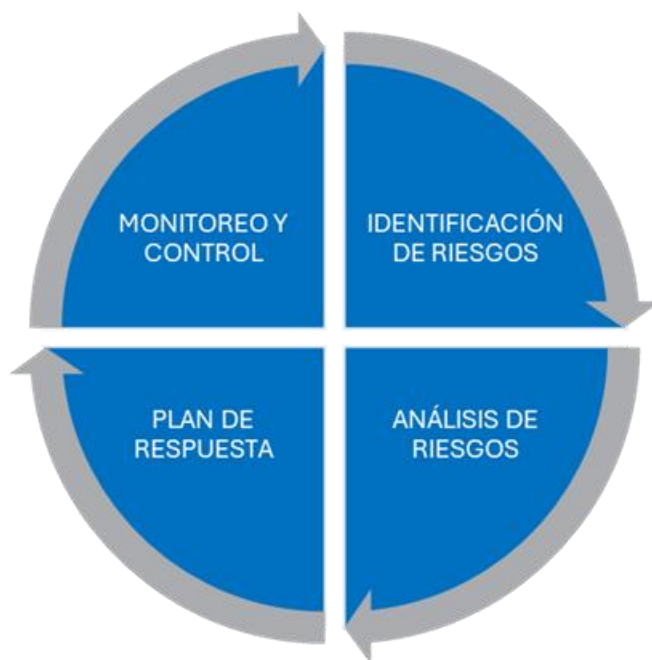 MONITOREO Y
CONTROL
IDENTIFICACIÓN
DE RIESGOS
PLAN DE
RESPUESTA
ANÁLISIS DE
RIESGOS